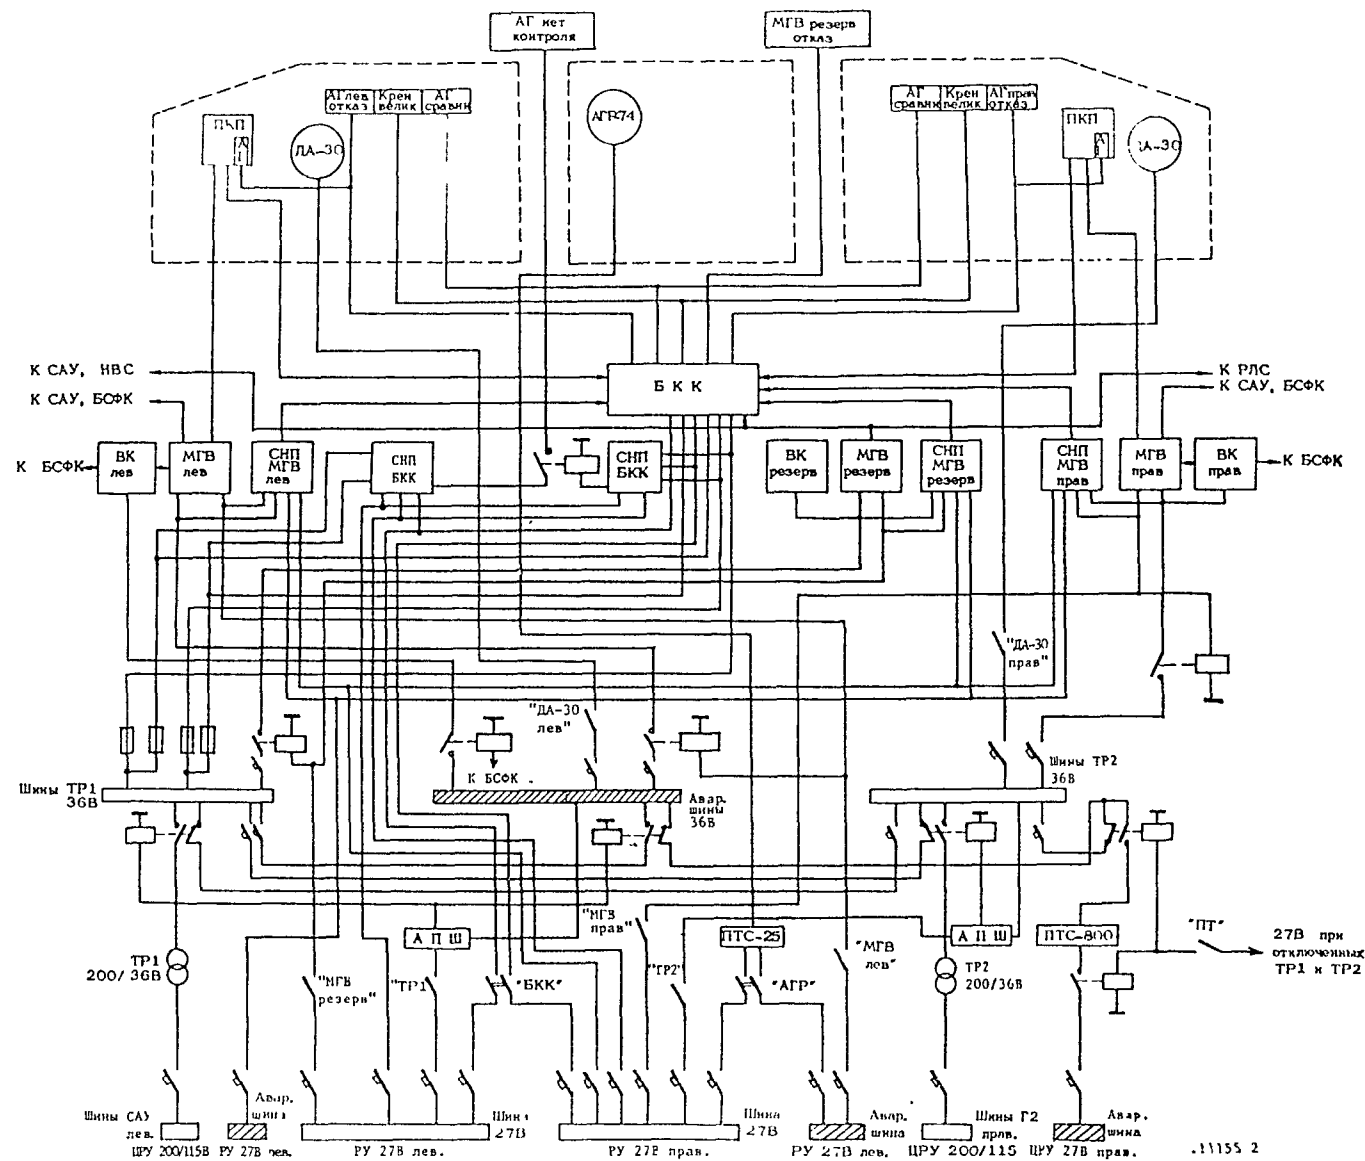 АГ нет
контроля
МГВ резерв
отказ
АГ лев
отказ
Крен
велик
АГ
сравни
АГР-74
АГ
сравни
Крен
велик
АГ прав
отказ
ПКП
А
ДА-30
ПКП
А
ДА-30
К САУ, НВС
К САУ, БСФК
БКК
К РЛС
К САУ, БСФК
К БСФК
ВК
лев
МГВ
лев
СНП
МГВ
лев
СНП
БКК
СНП
БКК
ВК
резерв
МГВ
резерв
СНП
МГВ
резерв
СНП
МГВ
прав
МГВ
прав
ВК
прав
К БСФК
"ДА-30
прав"
"ДА-30
лев"
К БСФК
Шины ТР1
36В
Авар.
шины
36В
Шины ТР2
36В
АПШ
"МГВ
прав"
ПТС-25
АПШ
ПТС-800
"ПТ"
27В при
отключенных
ТР1 и ТР2
ТР1
200/36В
"МГВ
резерв"
"ТР1
"БКК"
"ТР2"
"АГР"
"МГВ
лев"
ТР2
200/36В
Шины САУ
лев.
ЦРУ 200/115В
Авар.
шина
РУ 27В лев.
Шина
27В
РУ 27В лев.
Шина
27В
РУ 27В прав.
Авар.
шина
РУ 27В лев.
Шины Г2
прав.
ЦРУ 200/115
Авар.
шина
ЦРУ 27В прав.
.11155 2